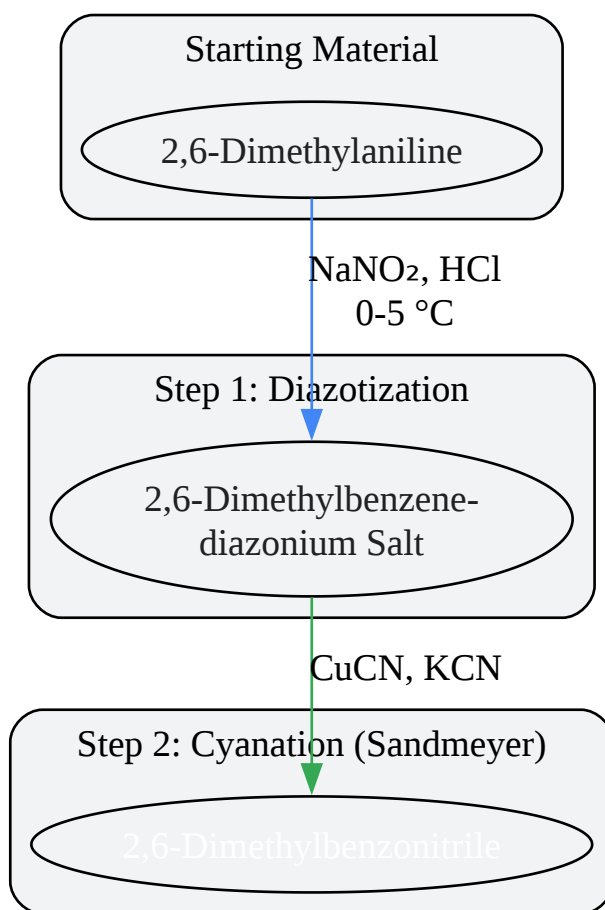 Starting Material
2,6-Dimethylaniline
NaNO₂, HCl
0-5 °C
Step 1: Diazotization
2,6-Dimethylbenzene-
diazonium Salt
CuCN, KCN
Step 2: Cyanation (Sandmeyer)
2,6-Dimethylbenzonitrile